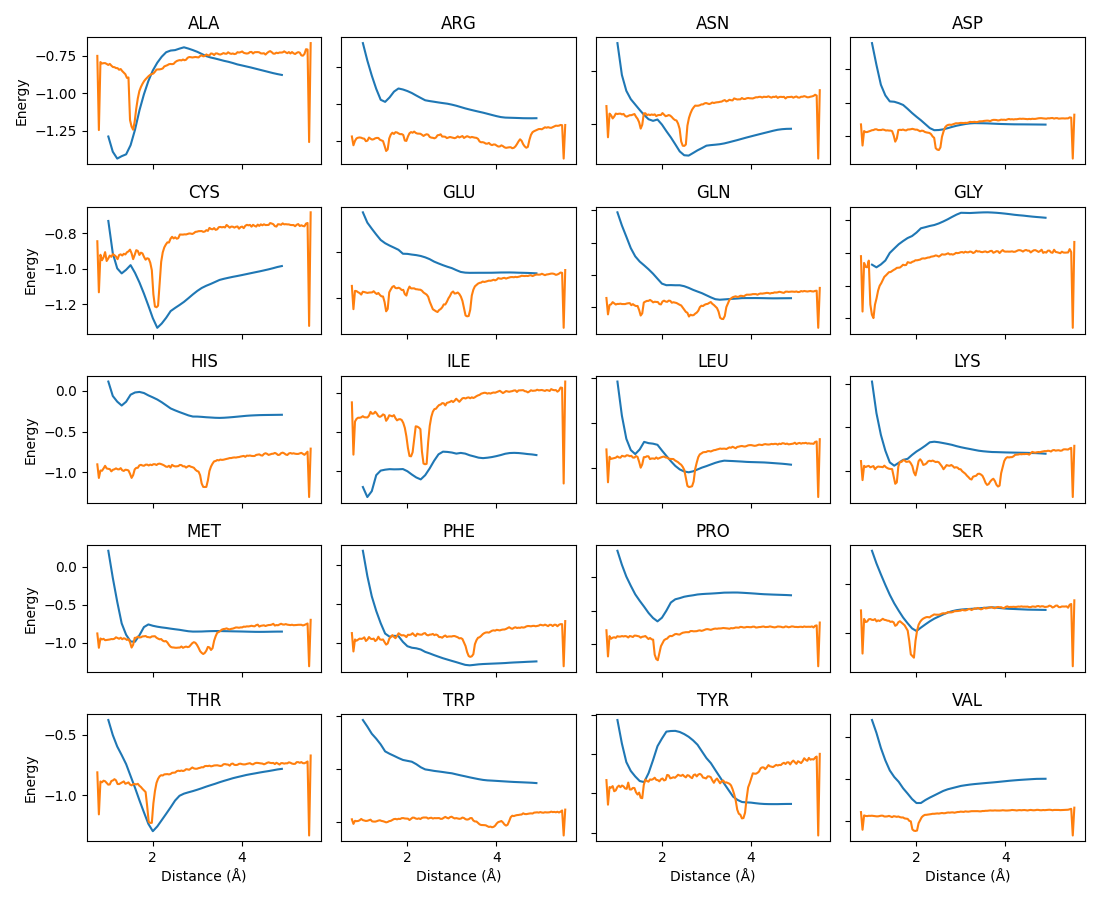 ALA ARG ASN ASP
−0.75
−1.00
−1.25
Energy
CYS GLU GLN GLY
−0.8
−1.0
−1.2
Energy
HIS ILE LEU LYS
0.0
−0.5
−1.0
Energy
MET PHE PRO SER
0.0
−0.5
−1.0
Energy
THR TRP TYR VAL
−0.5
−1.0
Energy
2 4 2 4 2 4 2 4
Distance (Å) Distance (Å) Distance (Å) Distance (Å)